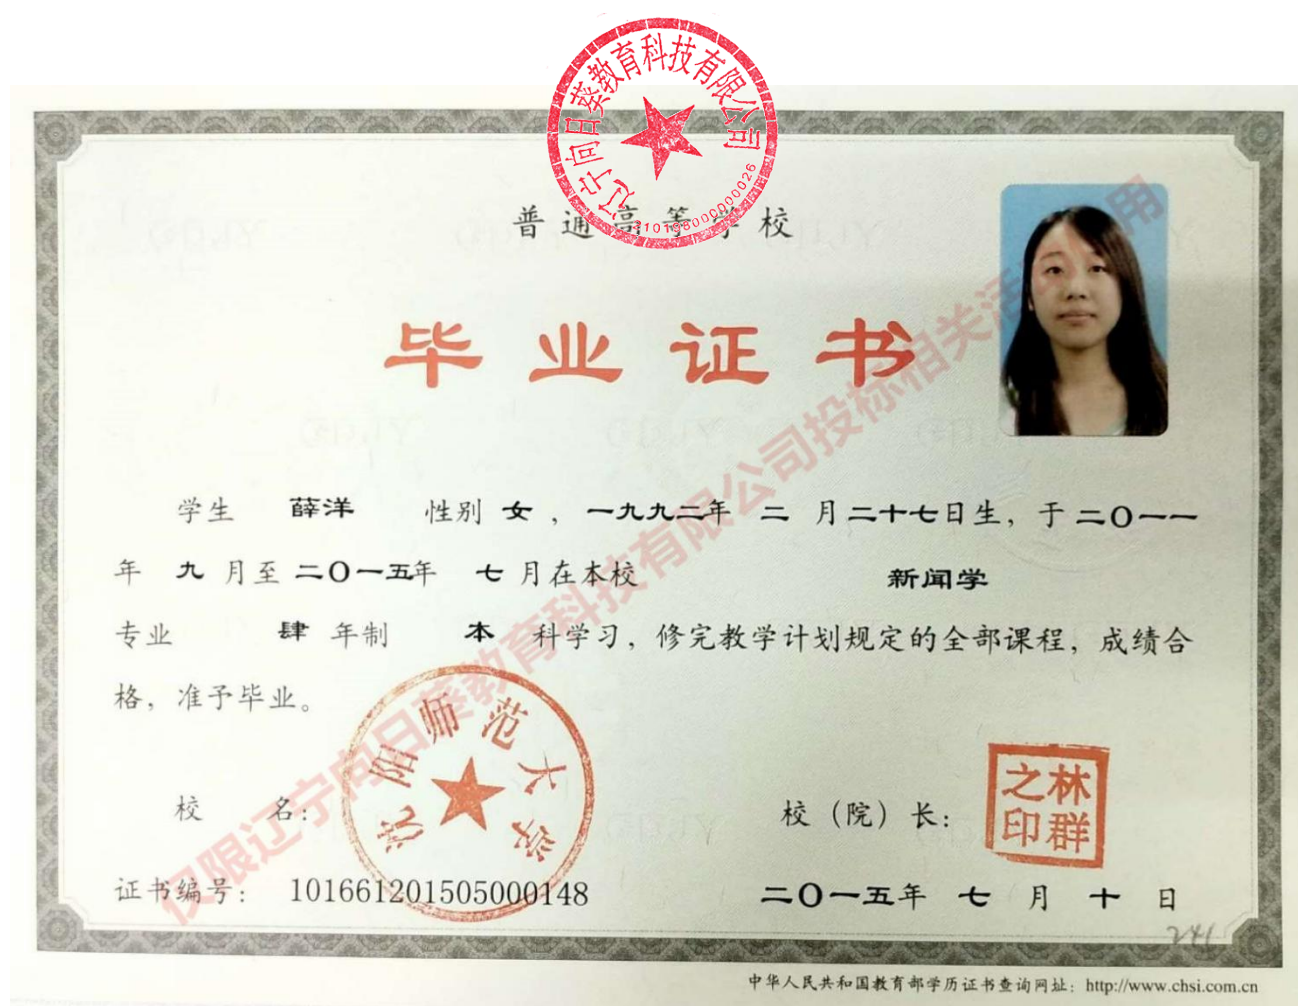 辽宁向日葵教育科技有限公司
普通高等学校
毕业证书
学生 薛洋 性别 女 ，一九九二年 二 月二十七日生，于二〇一一
年 九 月至 二〇一五年 七 月在本校 新闻学
专业 肆 年制 本 科学习，修完教学计划规定的全部课程，成绩合
格，准予毕业。
沈阳师范大学
校 名：
校（院）长：
林群之印
证书编号： 101661201505000148
二〇一五年 七 月 十 日
241
中华人民共和国教育部学历证书查询网址：http://www.chsi.com.cn
仅限辽宁向日葵教育科技有限公司投标相关活动使用